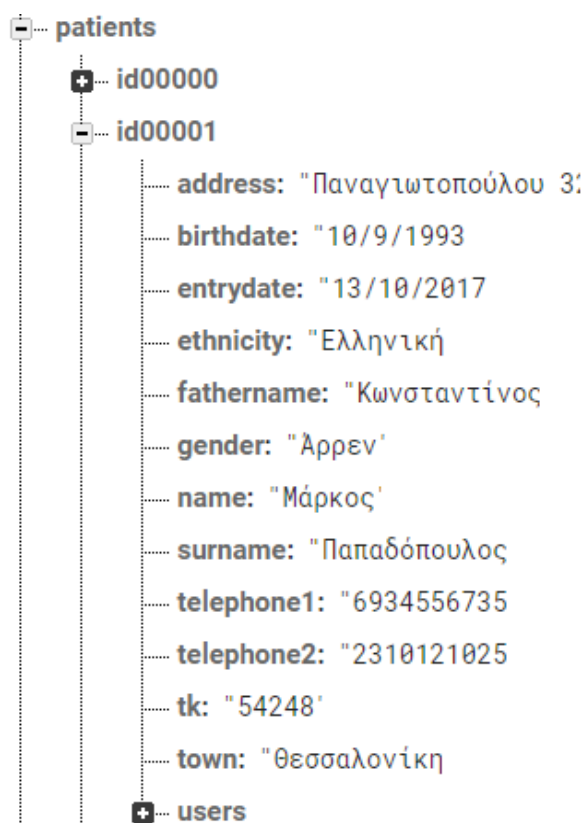 patients
id00000
id00001
address: "Παναγιωτοπούλου 32
birthdate: "10/9/1993
entrydate: "13/10/2017
ethnicity: "Ελληνική
fathername: "Κωνσταντίνος
gender: "Άρρεν"
name: "Μάρκος"
surname: "Παπαδόπουλος
telephone1: "6934556735
telephone2: "2310121025
tk: "54248"
town: "Θεσσαλονίκη
users